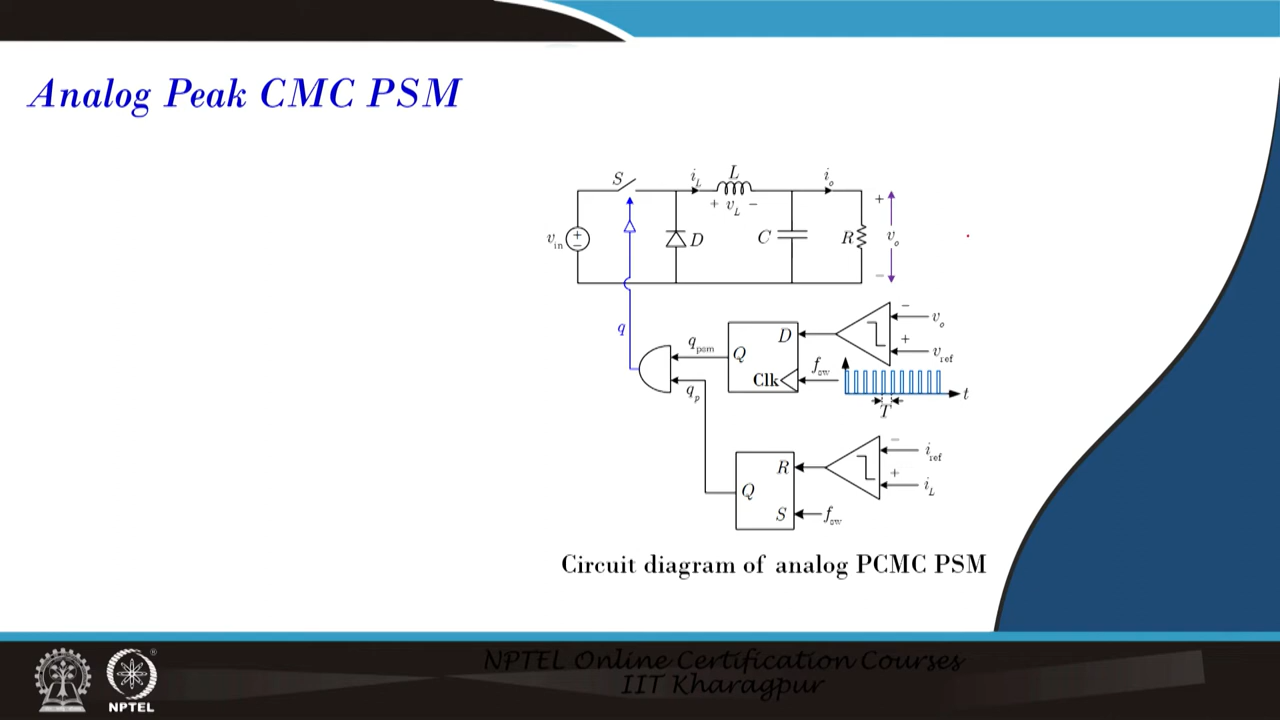 Analog Peak CMC PSM
S
i_L
L
i_o
+ v_L −
+
v_in
+
−
D
C
R
v_o
−
q
q_psm
Q
D
Clk
f_sw
−
v_o
+
v_ref
t
T
q_p
Q
R
S
f_sw
−
i_ref
+
i_L
Circuit diagram of analog PCMC PSM
NPTEL Online Certification Courses
IIT Kharagpur
NPTEL
®